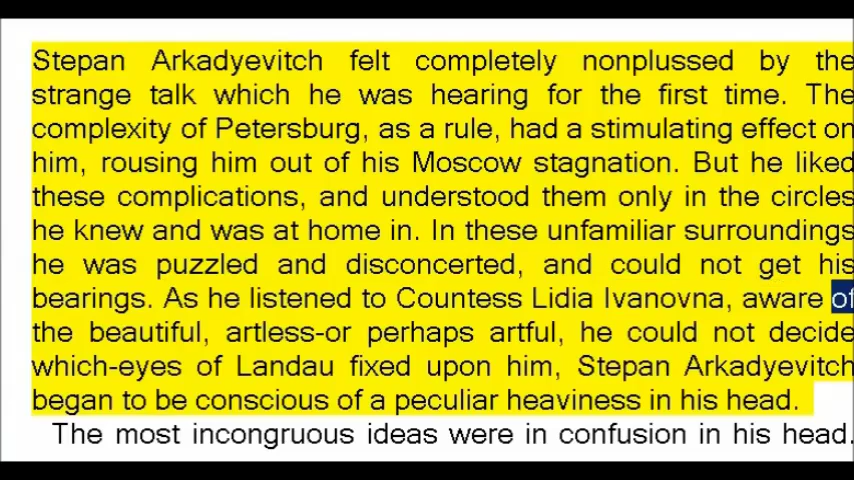 Stepan Arkadyevitch felt completely nonplussed by the
strange talk which he was hearing for the first time. The
complexity of Petersburg, as a rule, had a stimulating effect on
him, rousing him out of his Moscow stagnation. But he liked
these complications, and understood them only in the circles
he knew and was at home in. In these unfamiliar surroundings
he was puzzled and disconcerted, and could not get his
bearings. As he listened to Countess Lidia Ivanovna, aware of
the beautiful, artless-or perhaps artful, he could not decide
which-eyes of Landau fixed upon him, Stepan Arkadyevitch
began to be conscious of a peculiar heaviness in his head.
The most incongruous ideas were in confusion in his head.